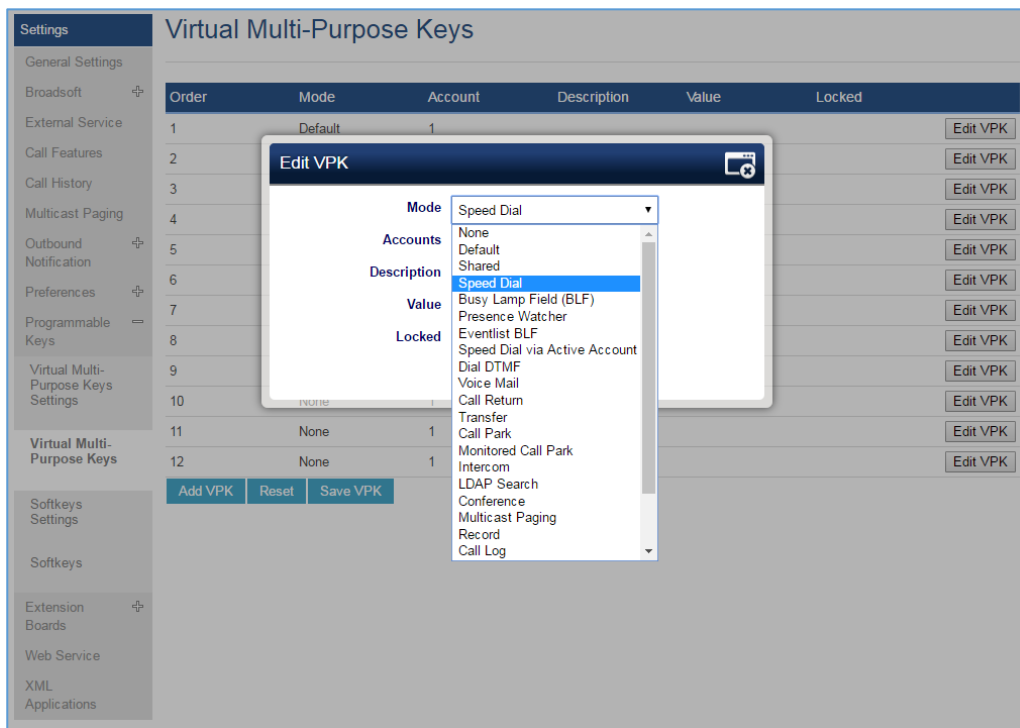 Settings
General Settings
Broadsoft
External Service
Call Features
Call History
Multicast Paging
Outbound
Notification
Preferences
Programmable
Keys
Virtual Multi-
Purpose Keys
Settings
Virtual Multi-
Purpose Keys
Softkeys
Settings
Softkeys
Extension
Boards
Web Service
XML
Applications
Virtual Multi-Purpose Keys
Order Mode Account Description Value Locked
1 Default 1 Edit VPK
2 Edit VPK
3 Edit VPK
4 Edit VPK
5 Edit VPK
6 Edit VPK
7 Edit VPK
8 Edit VPK
9 Edit VPK
10 None 1 Edit VPK
11 None 1 Edit VPK
12 None 1 Edit VPK
Add VPK Reset Save VPK
Edit VPK
Mode Speed Dial
Accounts
Description
Value
Locked
None
Default
Shared
Speed Dial
Busy Lamp Field (BLF)
Presence Watcher
Eventlist BLF
Speed Dial via Active Account
Dial DTMF
Voice Mail
Call Return
Transfer
Call Park
Monitored Call Park
Intercom
LDAP Search
Conference
Multicast Paging
Record
Call Log